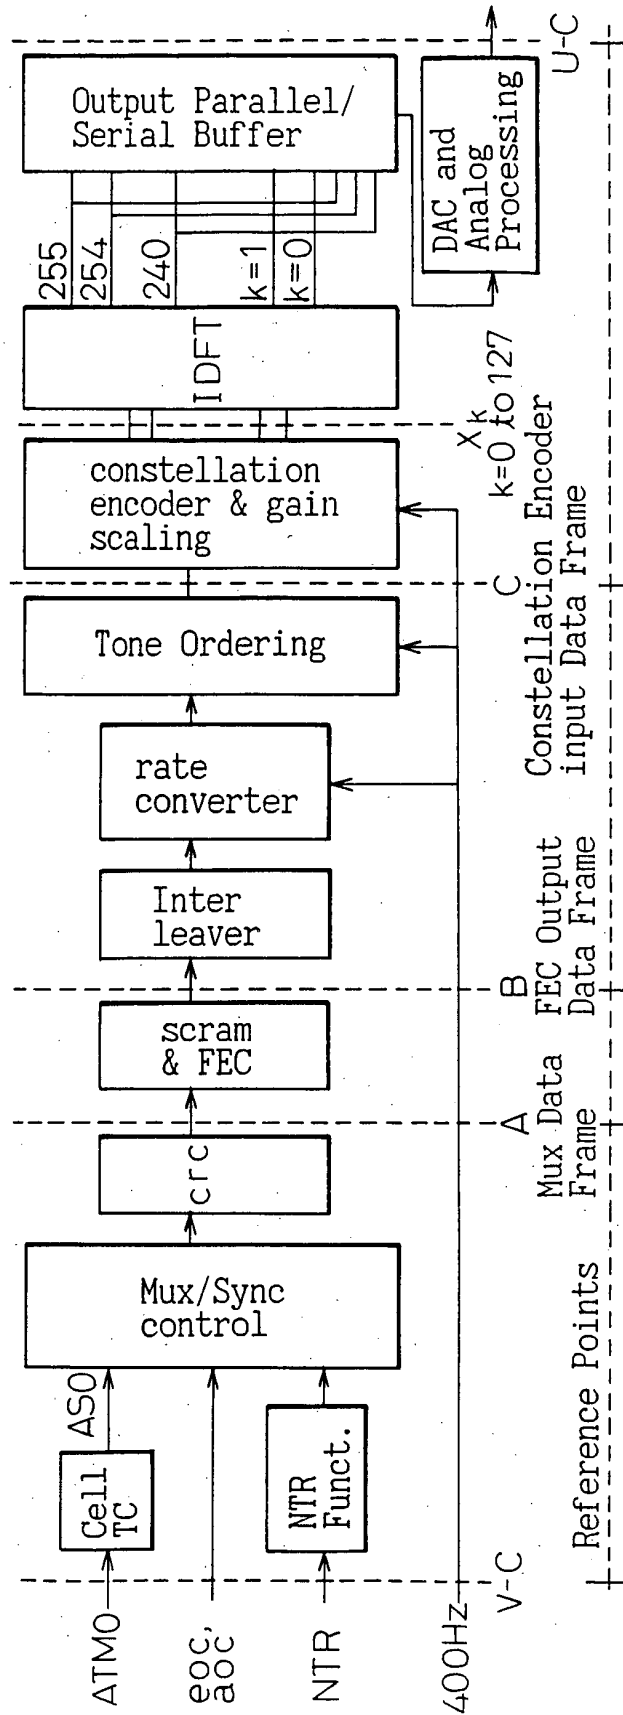 ATM0
eoc,
aoc
NTR
400Hz
V-C
Cell
TC
AS0
NTR
Funct.
Mux/Sync
control
crc
A
scram
& FEC
B
Inter
leaver
rate
converter
Tone Ordering
C
constellation
encoder & gain
scaling
Xk
k=0 to 127
IDFT
255
254
240
k=1
k=0
Output Parallel/
Serial Buffer
DAC and
Analog
Processing
U-C
Reference Points
Mux Data
Frame
FEC Output
Data Frame
Constellation Encoder
input Data Frame